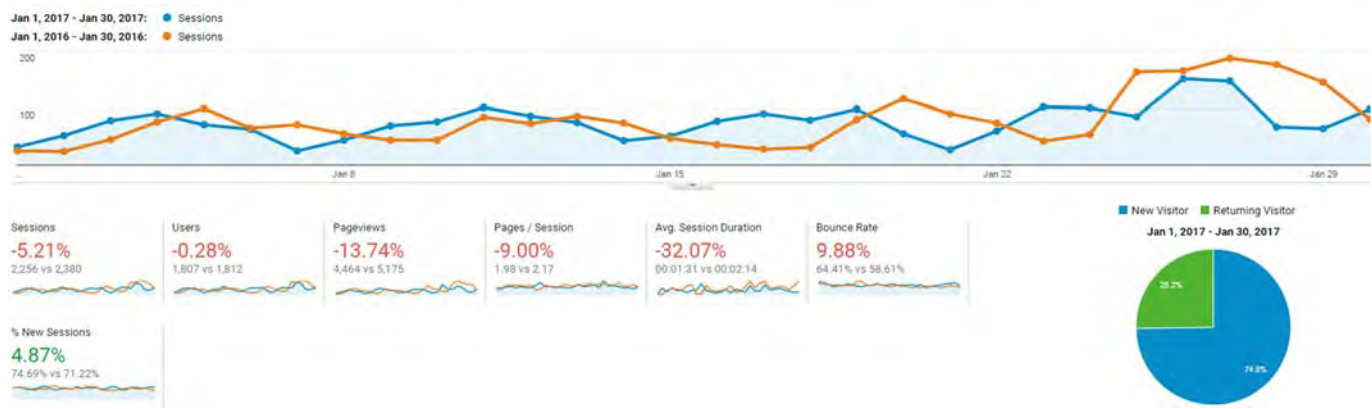 Jan 1, 2017 - Jan 30, 2017: Sessions
Jan 1, 2016 - Jan 30, 2016: Sessions
200
100
...
Jan 8
Jan 15
Jan 22
Jan 29
Sessions
-5.21%
2,256 vs 2,380
Users
-0.28%
1,807 vs 1,812
Pageviews
-13.74%
4,464 vs 5,175
Pages / Session
-9.00%
1.98 vs 2.17
Avg. Session Duration
-32.07%
00:01:31 vs 00:02:14
Bounce Rate
9.88%
64.41% vs 58.61%
% New Sessions
4.87%
74.69% vs 71.22%
New Visitor Returning Visitor
Jan 1, 2017 - Jan 30, 2017
25.2%
74.8%